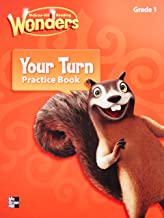 Grade 1
McGraw-Hill Reading
Wonders
Your Turn
Practice Book